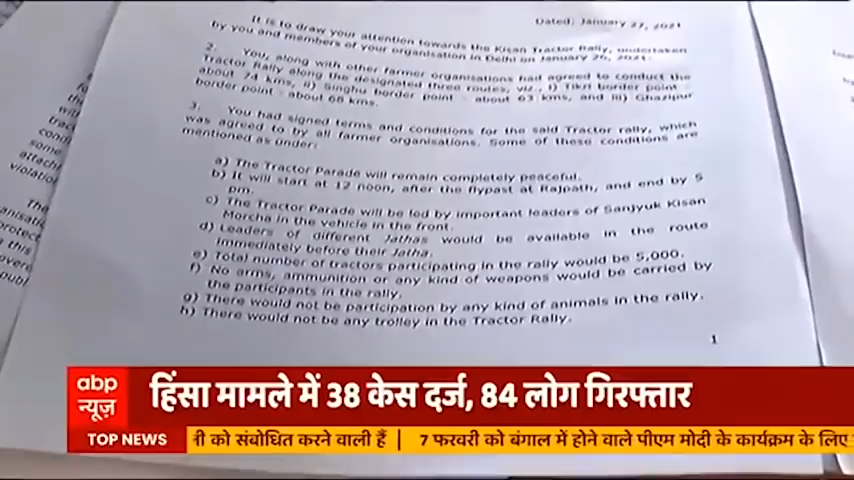 Dated: January 27, 2021
It is to draw your attention towards the Kisan Tractor Rally, undertaken
by you and members of your organisation in Delhi on January 26, 2021.
2. You, along with other farmer organisations had agreed to conduct the
Tractor Rally along the designated three routes, viz., i) Tikri border point -
about 74 kms, ii) Singhu border point - about 63 kms, and iii) Ghazipur
border point - about 68 kms.
3. You had signed terms and conditions for the said Tractor rally, which
was agreed to by all farmer organisations. Some of these conditions are
mentioned as under:
a) The Tractor Parade will remain completely peaceful.
b) It will start at 12 noon, after the flypast at Rajpath, and end by 5
pm.
c) The Tractor Parade will be led by important leaders of Sanjyuk Kisan
Morcha in the vehicle in the front.
d) Leaders of different Jathas would be available in the route
immediately before their Jatha.
e) Total number of tractors participating in the rally would be 5,000.
f) No arms, ammunition or any kind of weapons would be carried by
the participants in the rally.
g) There would not be participation by any kind of animals in the rally.
h) There would not be any trolley in the Tractor Rally.
1
abp
न्यूज़
हिंसा मामले में 38 केस दर्ज, 84 लोग गिरफ्तार
TOP NEWS
नी को संबोधित करने वाली हैं | 7 फरवरी को बंगाल में होने वाले पीएम मोदी के कार्यक्रम के लिए